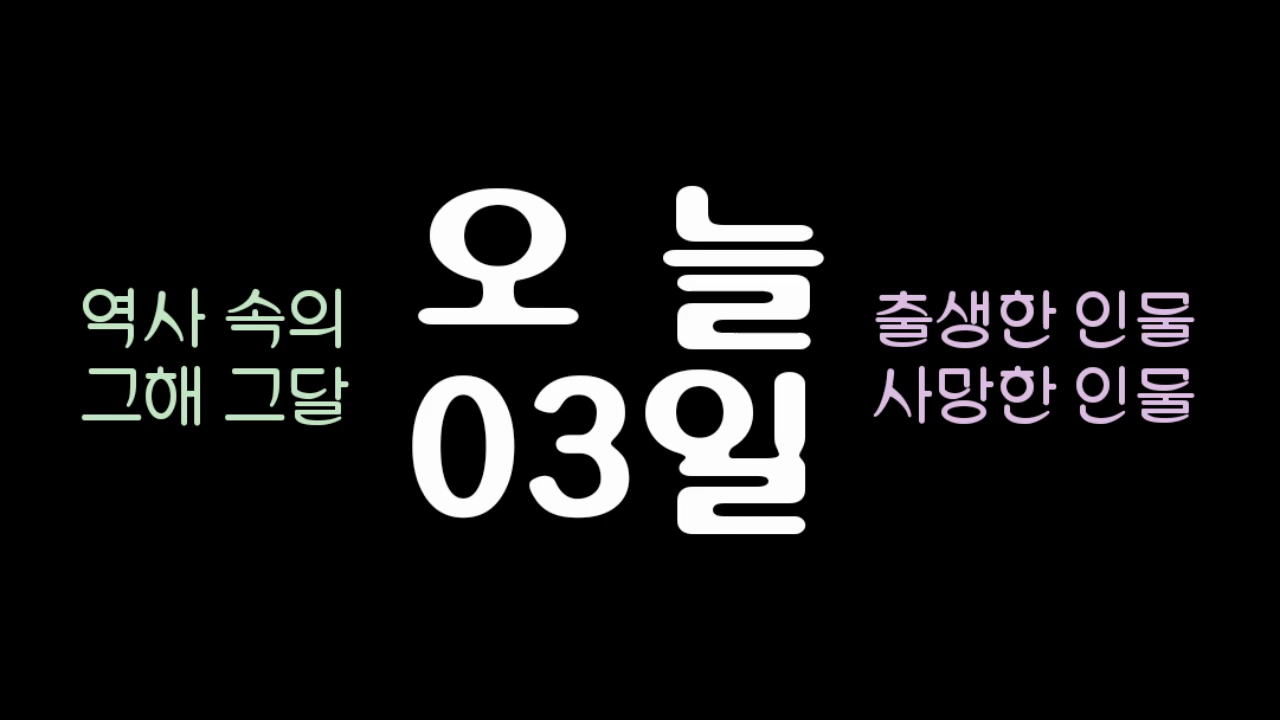 역사 속의
그해 그달
오 늘
03일
출생한 인물
사망한 인물